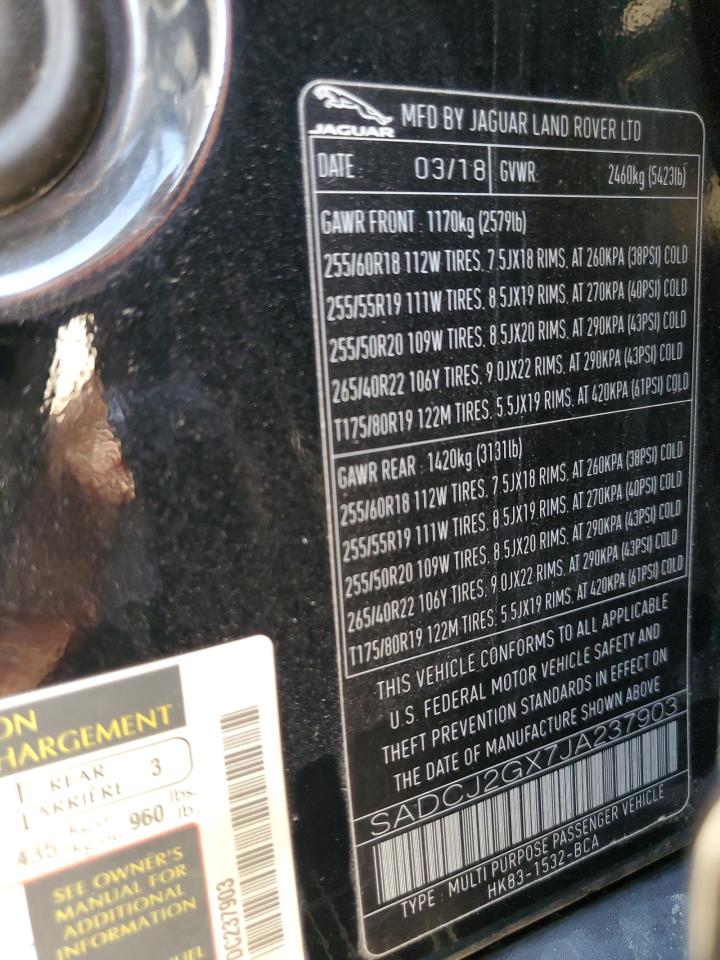 JAGUAR
MFD BY JAGUAR LAND ROVER LTD
DATE 03/18 GVWR 2460kg (5423lb)
GAWR FRONT : 1170kg (2579lb)
255/60R18 112W TIRES, 7.5JX18 RIMS, AT 260KPA (38PSI) COLD
255/55R19 111W TIRES, 8.5JX19 RIMS, AT 270KPA (40PSI) COLD
255/50R20 109W TIRES, 8.5JX20 RIMS, AT 290KPA (43PSI) COLD
265/40R22 106Y TIRES, 9.0JX22 RIMS, AT 290KPA (43PSI) COLD
T175/80R19 122M TIRES, 5.5JX19 RIMS, AT 420KPA (61PSI) COLD
GAWR REAR : 1420kg (3131lb)
255/60R18 112W TIRES, 7.5JX18 RIMS, AT 260KPA (38PSI) COLD
255/55R19 111W TIRES, 8.5JX19 RIMS, AT 270KPA (40PSI) COLD
255/50R20 109W TIRES, 8.5JX20 RIMS, AT 290KPA (43PSI) COLD
265/40R22 106Y TIRES, 9.0JX22 RIMS, AT 290KPA (43PSI) COLD
T175/80R19 122M TIRES, 5.5JX19 RIMS, AT 420KPA (61PSI) COLD
THIS VEHICLE CONFORMS TO ALL APPLICABLE
U.S. FEDERAL MOTOR VEHICLE SAFETY AND
THEFT PREVENTION STANDARDS IN EFFECT ON
THE DATE OF MANUFACTURE SHOWN ABOVE
SADCJ2GX7JA237903
TYPE : MULTI PURPOSE PASSENGER VEHICLE
HK83-1532-BCA
ON
HARGEMENT
REAR 3
ARRIÈRE
435 960 lbs.
lb.
SEE OWNER'S
MANUAL FOR
ADDITIONAL
INFORMATION
UEL
DC237903